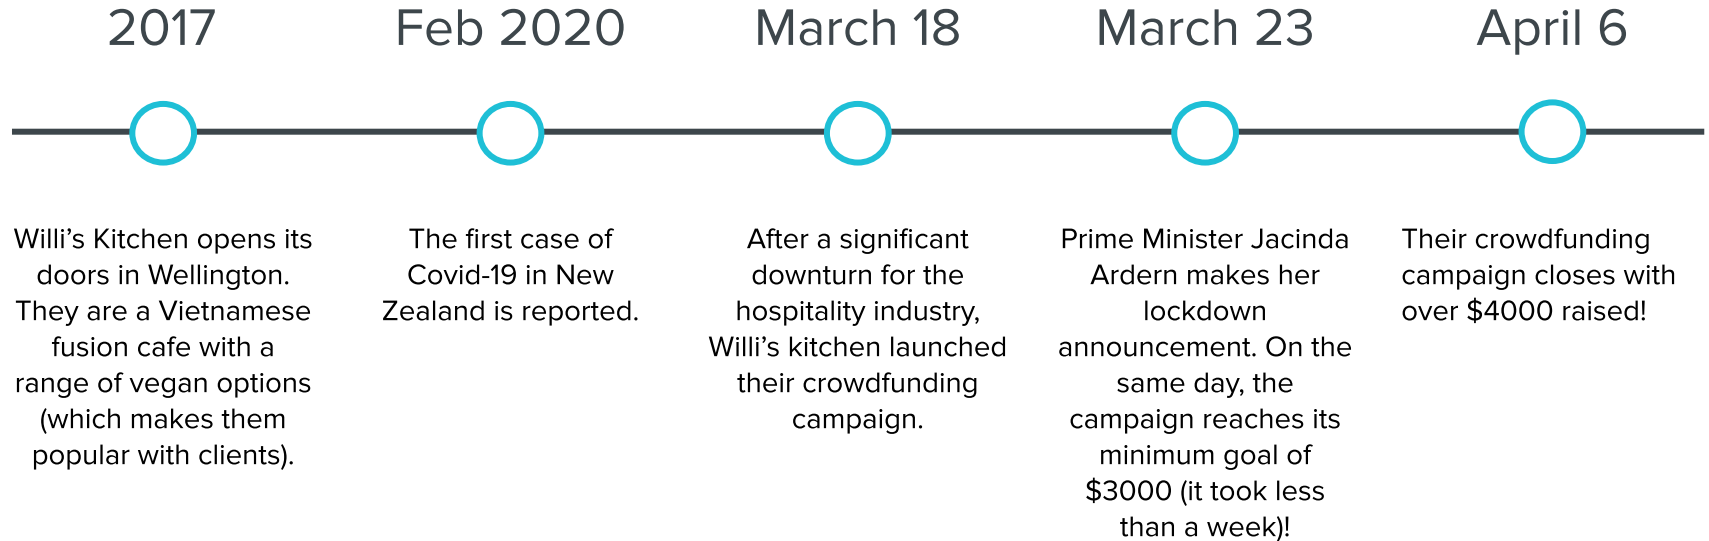 2017
Willi’s Kitchen opens its
doors in Wellington.
They are a Vietnamese
fusion cafe with a
range of vegan options
(which makes them
popular with clients).
Feb 2020
The first case of
Covid-19 in New
Zealand is reported.
March 18
After a significant
downturn for the
hospitality industry,
Willi’s kitchen launched
their crowdfunding
campaign.
March 23
Prime Minister Jacinda
Ardern makes her
lockdown
announcement. On the
same day, the
campaign reaches its
minimum goal of
$3000 (it took less
than a week)!
April 6
Their crowdfunding
campaign closes with
over $4000 raised!